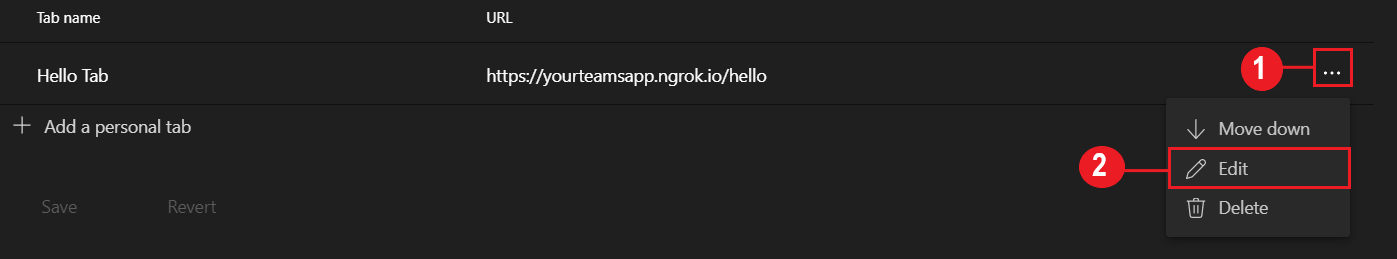 Tab name URL
Hello Tab https://yourteamsapp.ngrok.io/hello 1 ...
+ Add a personal tab Move down
2 Edit
Save Revert Delete